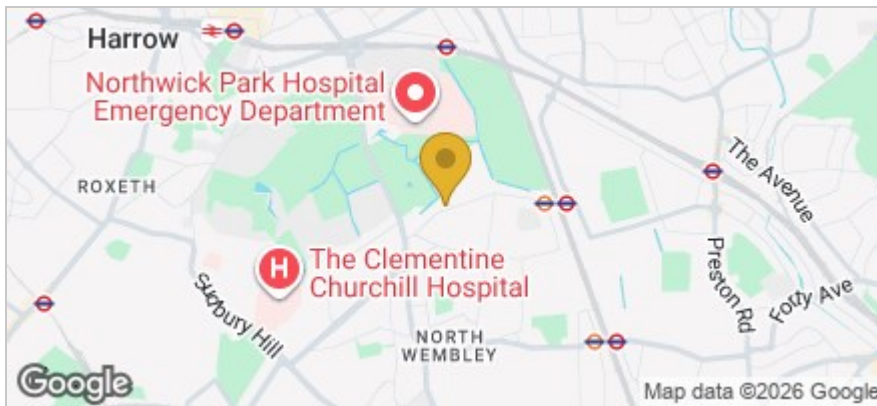 Harrow
Northwick Park Hospital
Emergency Department
The Avenue
ROXETH
H
The Clementine
Churchill Hospital
Sudbury Hill
Preston Rd
Forty Ave
NORTH
WEMBLEY
Google
Map data ©2026 Google